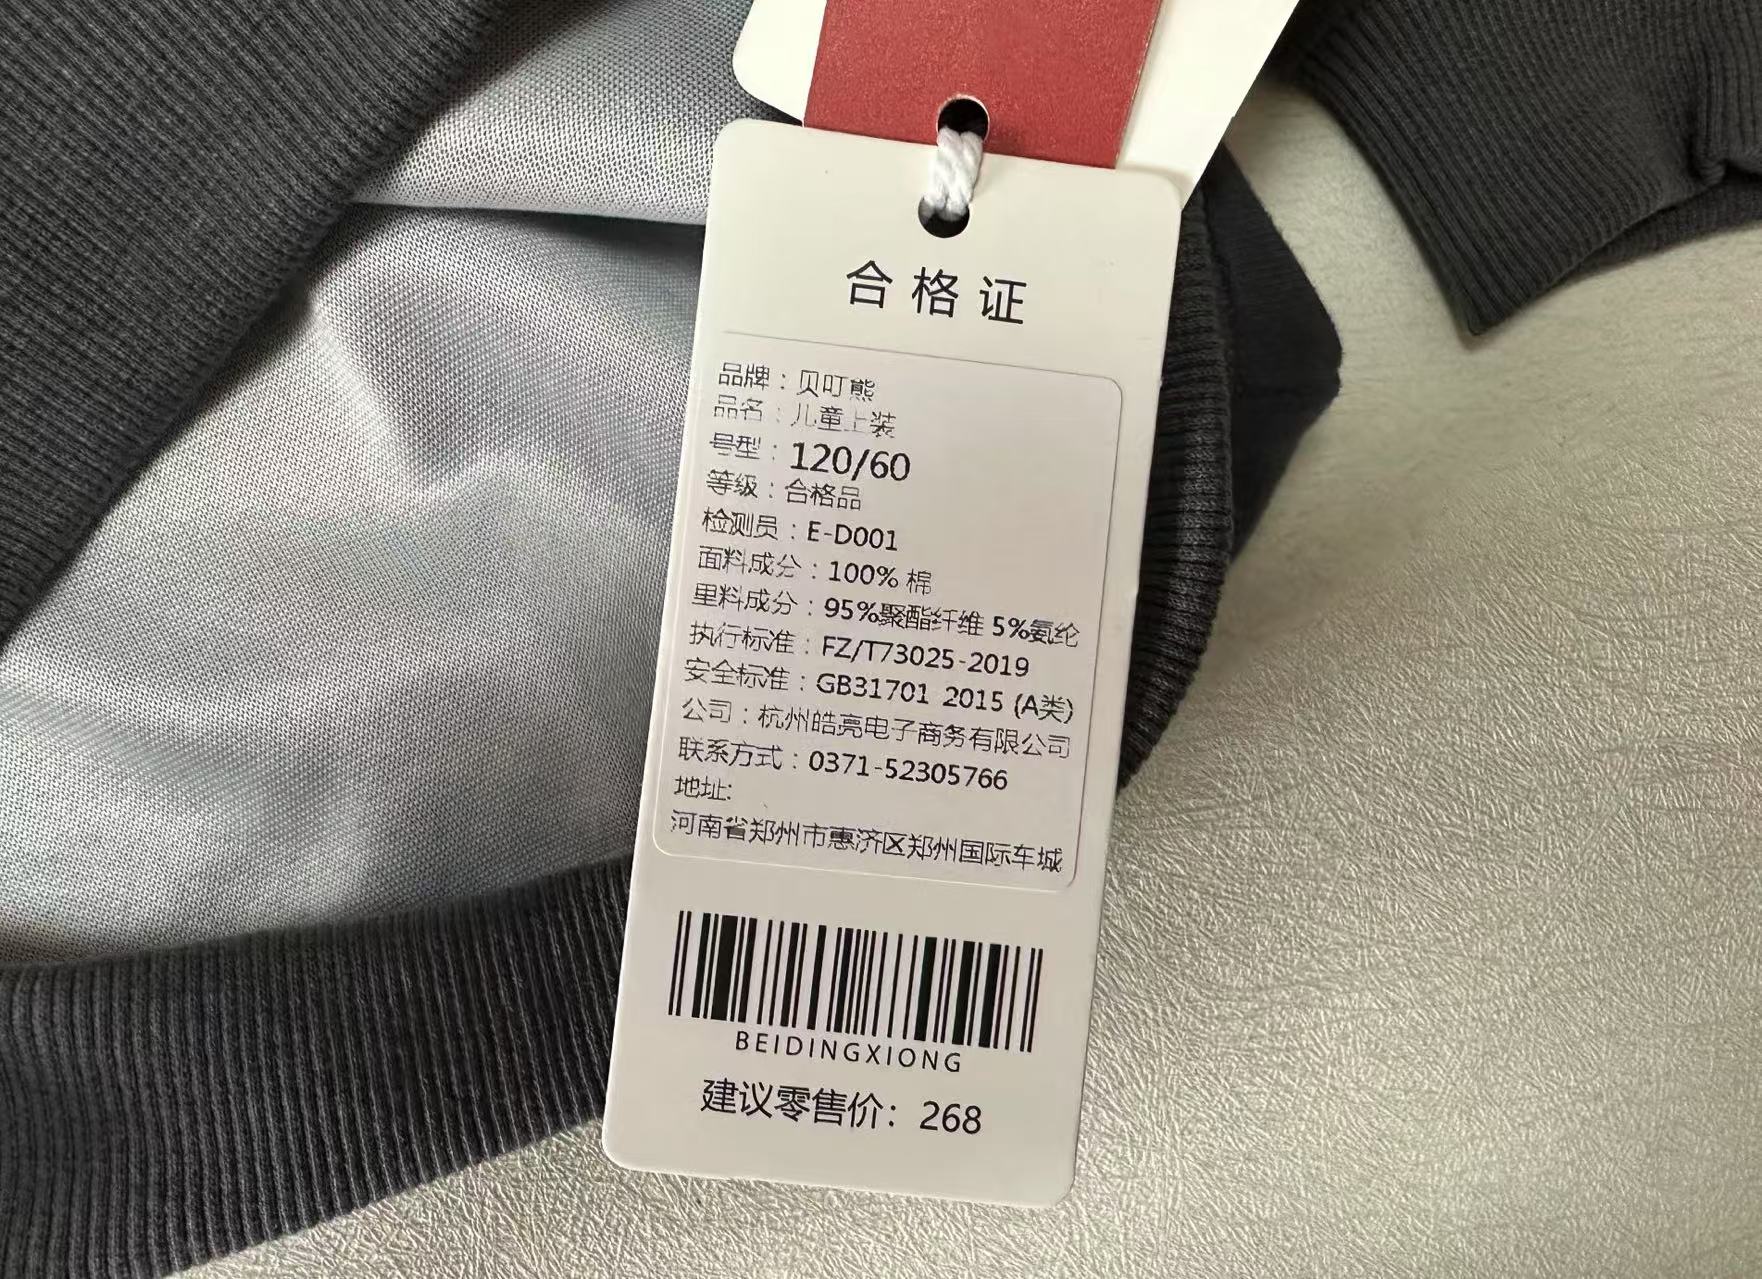 合格证
品牌：贝叮熊
品名：儿童上装
号型：120/60
等级：合格品
检测员：E-D001
面料成分：100% 棉
里料成分：95%聚酯纤维 5%氨纶
执行标准：FZ/T73025-2019
安全标准：GB31701 2015 (A类)
公司：杭州皓亮电子商务有限公司
联系方式：0371-52305766
地址:
河南省郑州市惠济区郑州国际车城
BEIDINGXIONG
建议零售价：268